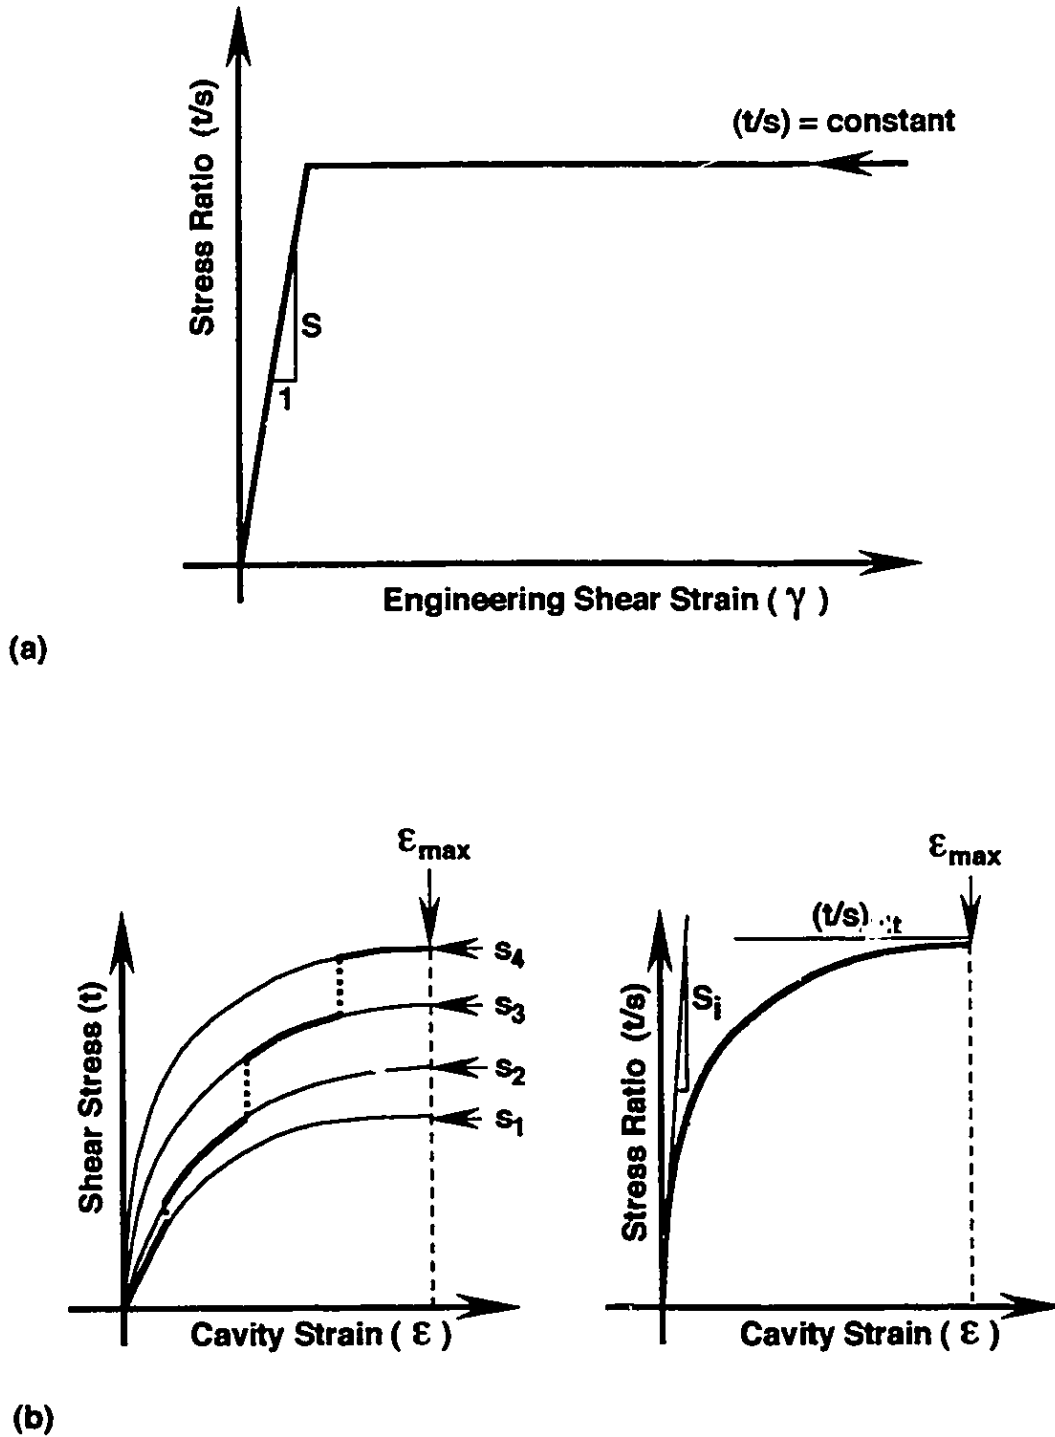 Stress Ratio (t/s)
(t/s) = constant
S
1
Engineering Shear Strain ( γ )
(a)
εmax
Shear Stress (t)
s4
s3
s2
s1
Cavity Strain ( ε )
εmax
(t/s)
Si
Stress Ratio (t/s)
Cavity Strain ( ε )
(b)